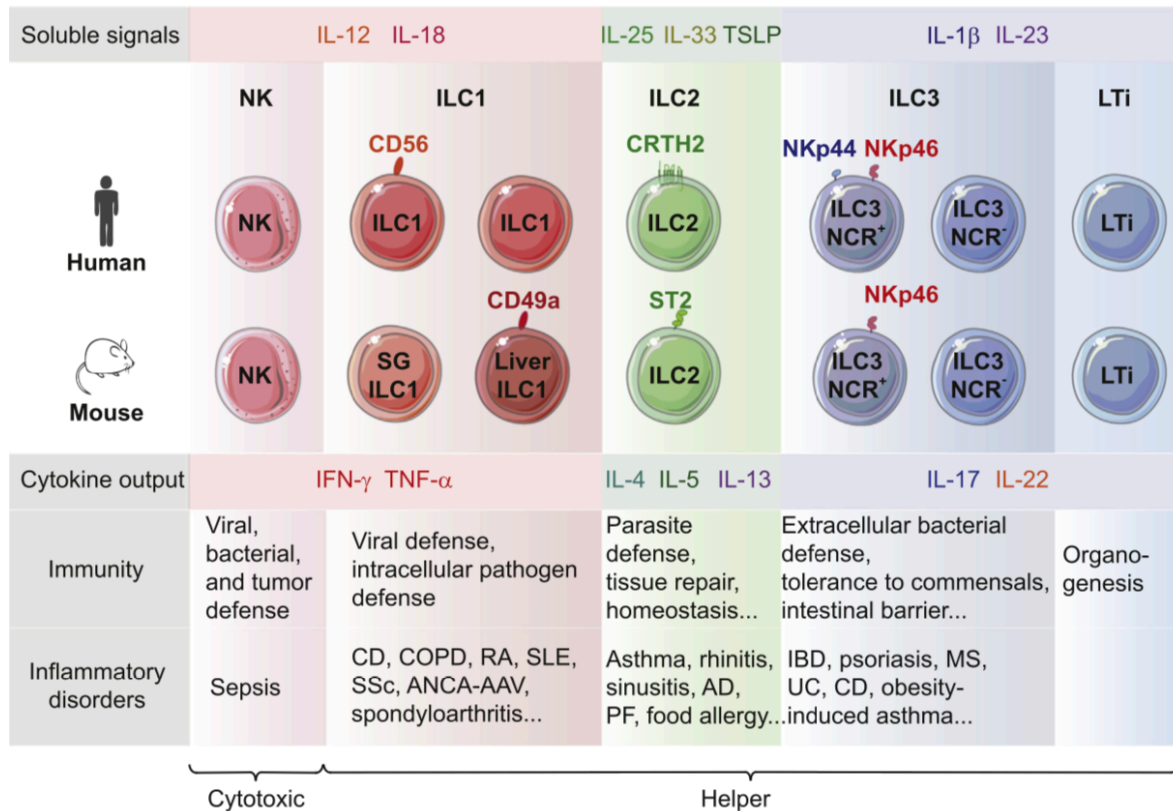 Soluble signals
IL-12 IL-18
IL-25 IL-33 TSLP
IL-1β IL-23
NK
ILC1
ILC2
ILC3
LTi
CD56
CRTH2
NKp44 NKp46
Human
NK
ILC1
ILC1
ILC2
ILC3
NCR⁺
ILC3
NCR⁻
LTi
CD49a
ST2
NKp46
Mouse
NK
SG
ILC1
Liver
ILC1
ILC2
ILC3
NCR⁺
ILC3
NCR⁻
LTi
Cytokine output
IFN-γ TNF-α
IL-4 IL-5 IL-13
IL-17 IL-22
Immunity
Viral,
bacterial,
and tumor
defense
Viral defense,
intracellular pathogen
defense
Parasite
defense,
tissue repair,
homeostasis...
Extracellular bacterial
defense,
tolerance to commensals,
intestinal barrier...
Organo-
genesis
Inflammatory
disorders
Sepsis
CD, COPD, RA, SLE,
SSc, ANCA-AAV,
spondyloarthritis...
Asthma, rhinitis,
sinusitis, AD,
PF, food allergy...
IBD, psoriasis, MS,
UC, CD, obesity-
induced asthma...
Cytotoxic
Helper